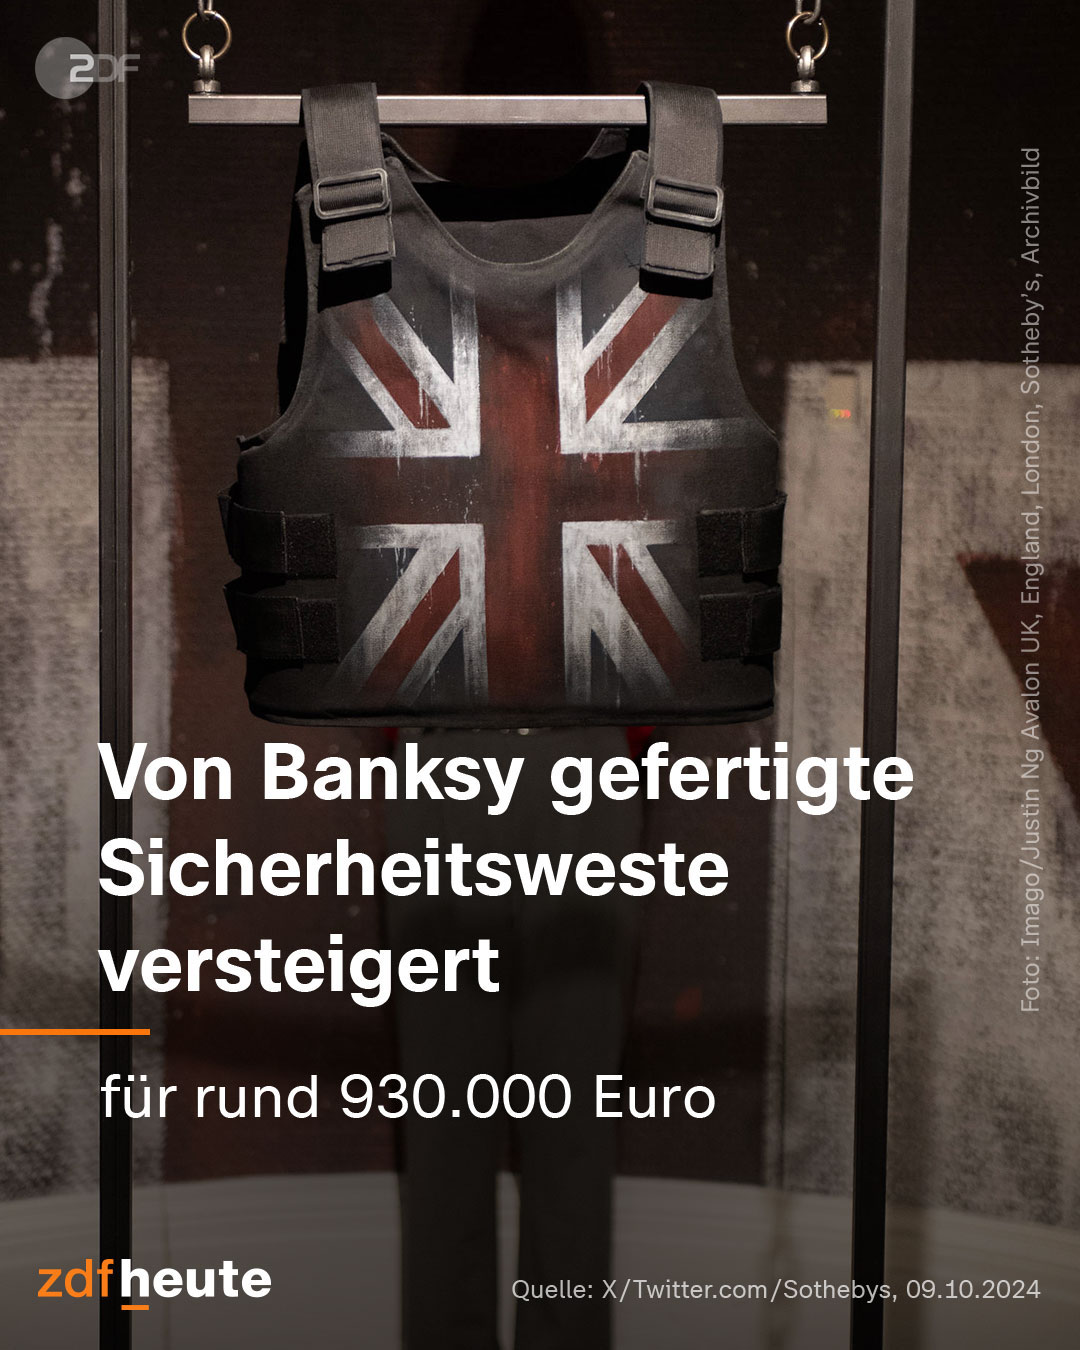 ZDF
Foto: Imago/Justin Ng Avalon UK, England, London, Sotheby's, Archivbild
Von Banksy gefertigte
Sicherheitsweste
versteigert
für rund 930.000 Euro
zdfheute
Quelle: X/Twitter.com/Sothebys, 09.10.2024